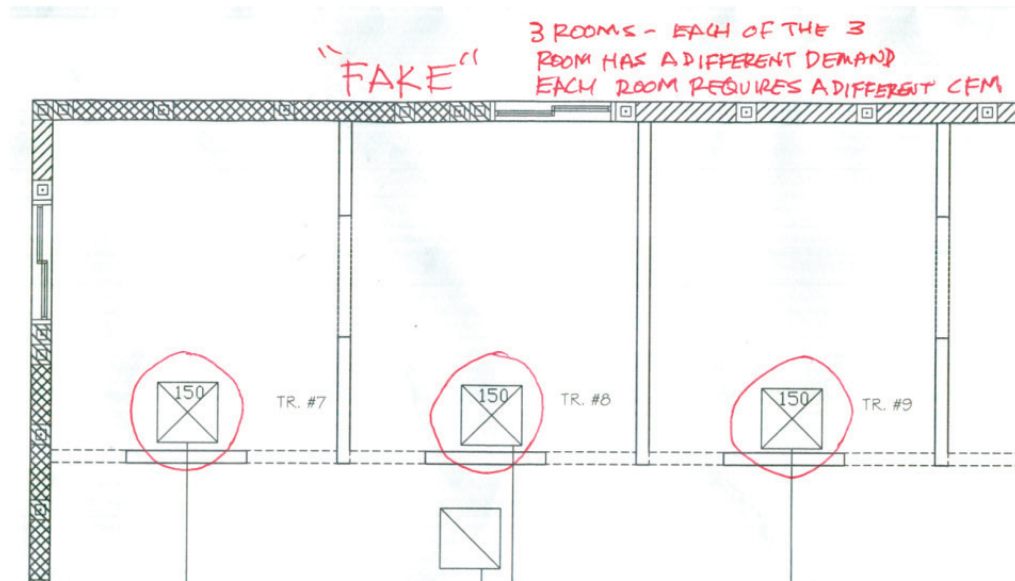 3 ROOMS - EACH OF THE 3
"FAKE" ROOM HAS A DIFFERENT DEMAND
EACH ROOM REQUIRES A DIFFERENT CFM
150 TR. #7 150 TR. #8 150 TR. #9